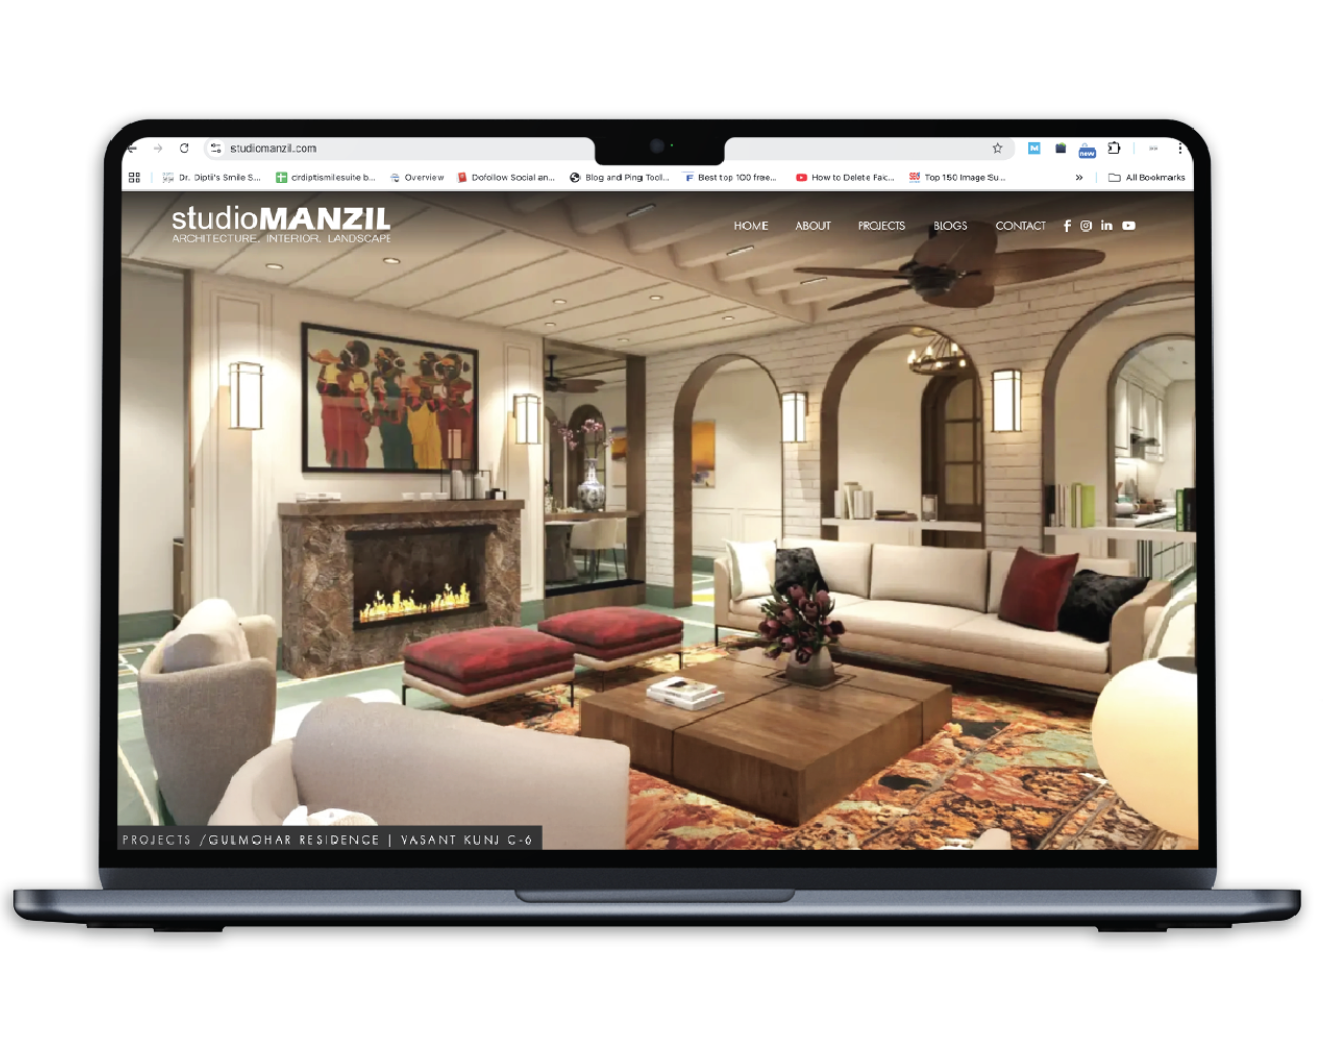 studiomanzil.com
Dr. Dipti's Smile S... crdiptismilesuite b... Overview Dofollow Social an... Blog and Ping Tool... Best top 100 free... How to Delete Fac... Top 150 Image Su... » All Bookmarks
studioMANZIL
ARCHITECTURE. INTERIOR. LANDSCAPE
HOME ABOUT PROJECTS BLOGS CONTACT
PROJECTS /GULMOHAR RESIDENCE | VASANT KUNJ C-6